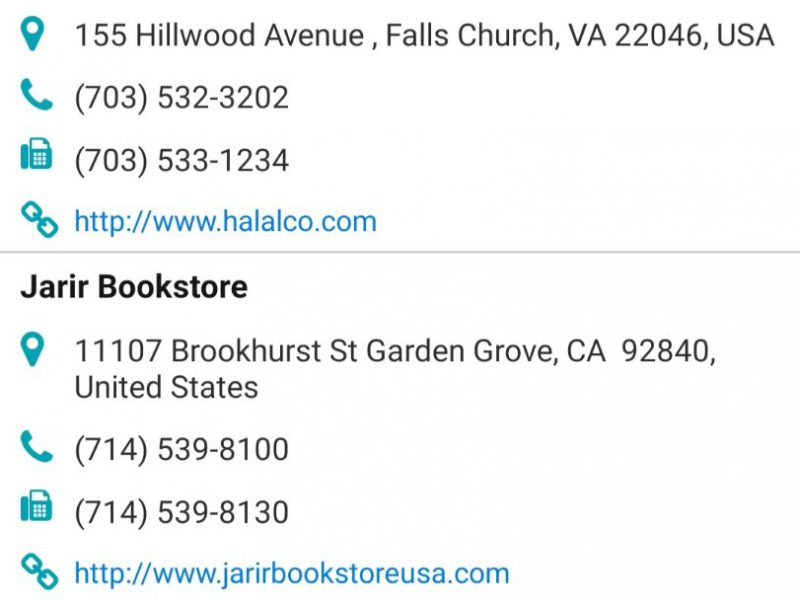 155 Hillwood Avenue , Falls Church, VA 22046, USA
(703) 532-3202
(703) 533-1234
http://www.halalco.com
Jarir Bookstore
11107 Brookhurst St Garden Grove, CA  92840,
United States
(714) 539-8100
(714) 539-8130
http://www.jarirbookstoreusa.com